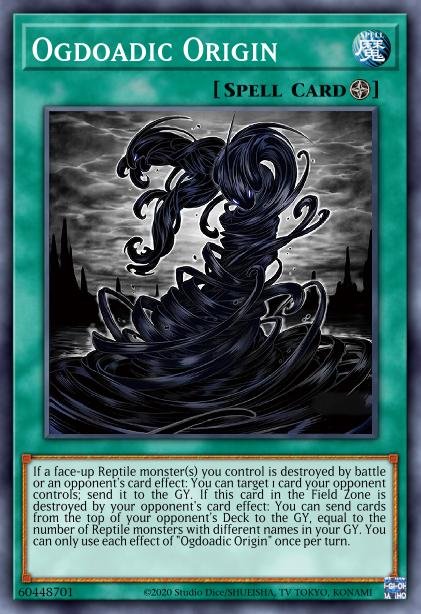 OGDOADIC ORIGIN
SPELL
魔
[SPELL CARD]
If a face-up Reptile monster(s) you control is destroyed by battle
or an opponent's card effect: You can target 1 card your opponent
controls; send it to the GY. If this card in the Field Zone is
destroyed by your opponent's card effect: You can send cards
from the top of your opponent's Deck to the GY, equal to the
number of Reptile monsters with different names in your GY. You
can only use each effect of "Ogdoadic Origin" once per turn.
60448701
©2020 Studio Dice/SHUEISHA, TV TOKYO, KONAMI